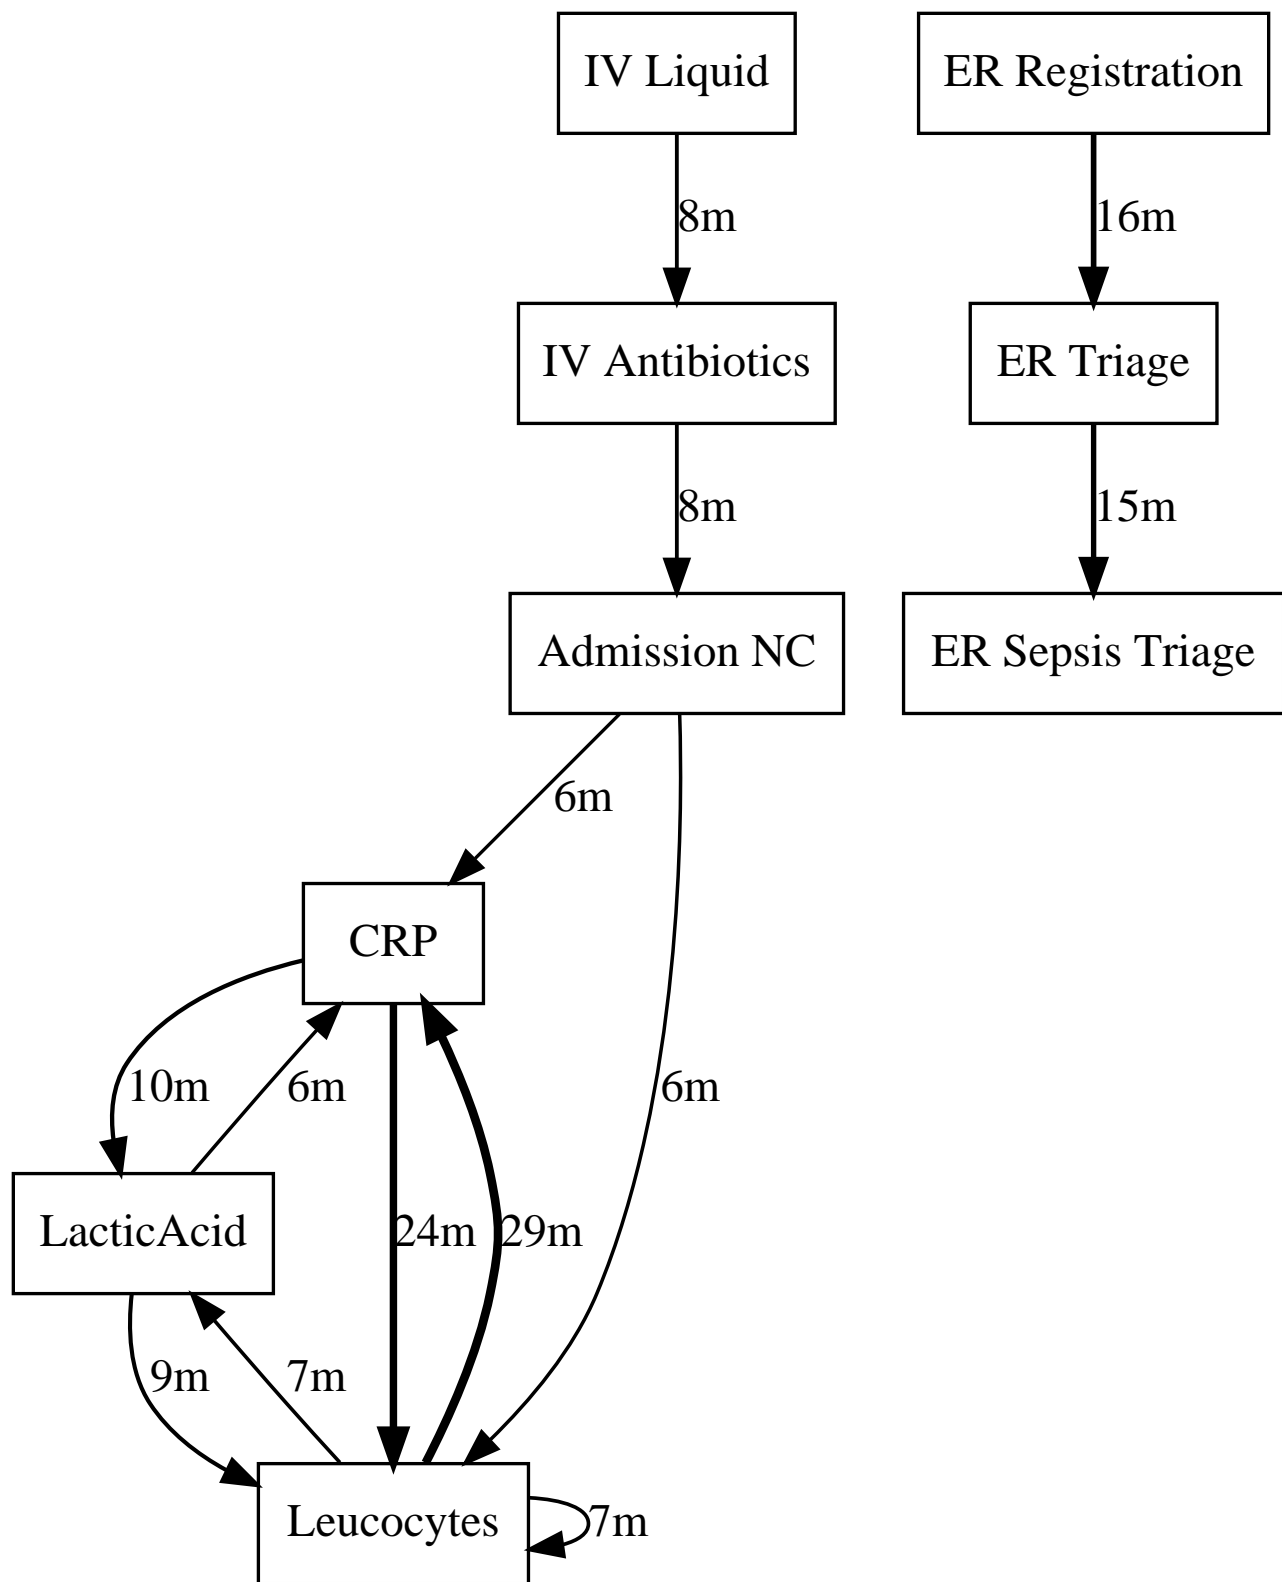 IV Liquid
ER Registration
8m
16m
IV Antibiotics
ER Triage
8m
15m
Admission NC
ER Sepsis Triage
6m
CRP
10m
6m
6m
LacticAcid
24m
29m
9m
7m
Leucocytes
7m